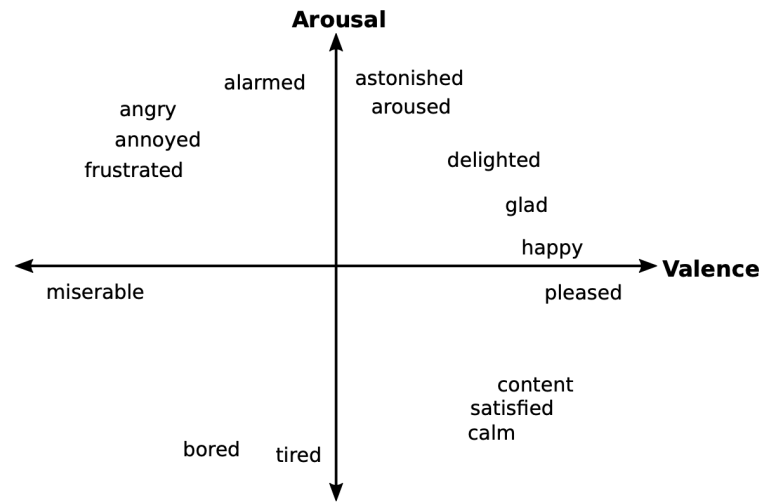 Arousal
alarmed
astonished
angry
aroused
annoyed
delighted
frustrated
glad
happy
Valence
miserable
pleased
content
satisfied
calm
bored
tired